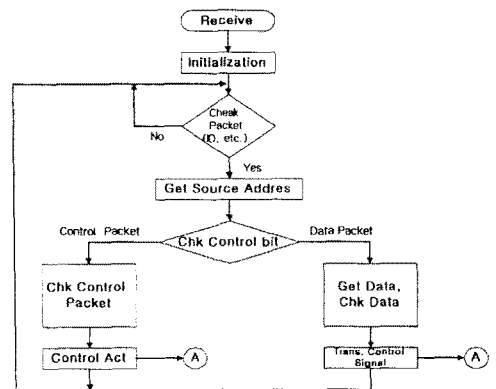 Receive
Initialization
Cheak
Packet
(ID, etc.)
No
Yes
Get Source Addres
Control Packet
Chk Control bit
Data Packet
Chk Control
Packet
Get Data,
Chk Data
Control Act
A
Trans. Control
Signal
A